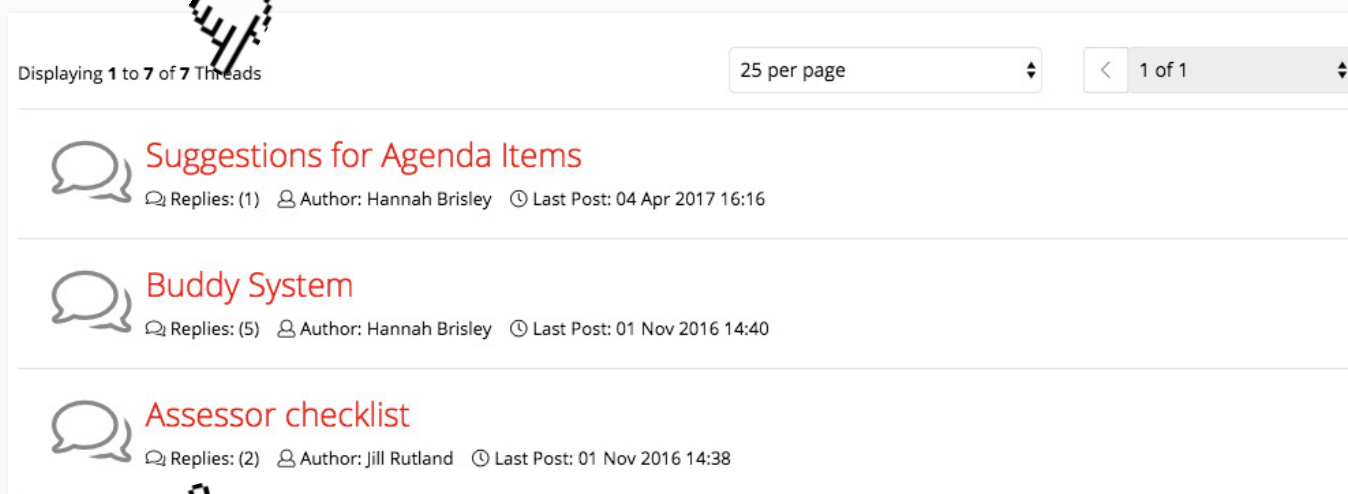 Displaying 1 to 7 of 7 Threads
25 per page
1 of 1
Suggestions for Agenda Items
Replies: (1) Author: Hannah Brisley Last Post: 04 Apr 2017 16:16
Buddy System
Replies: (5) Author: Hannah Brisley Last Post: 01 Nov 2016 14:40
Assessor checklist
Replies: (2) Author: Jill Rutland Last Post: 01 Nov 2016 14:38